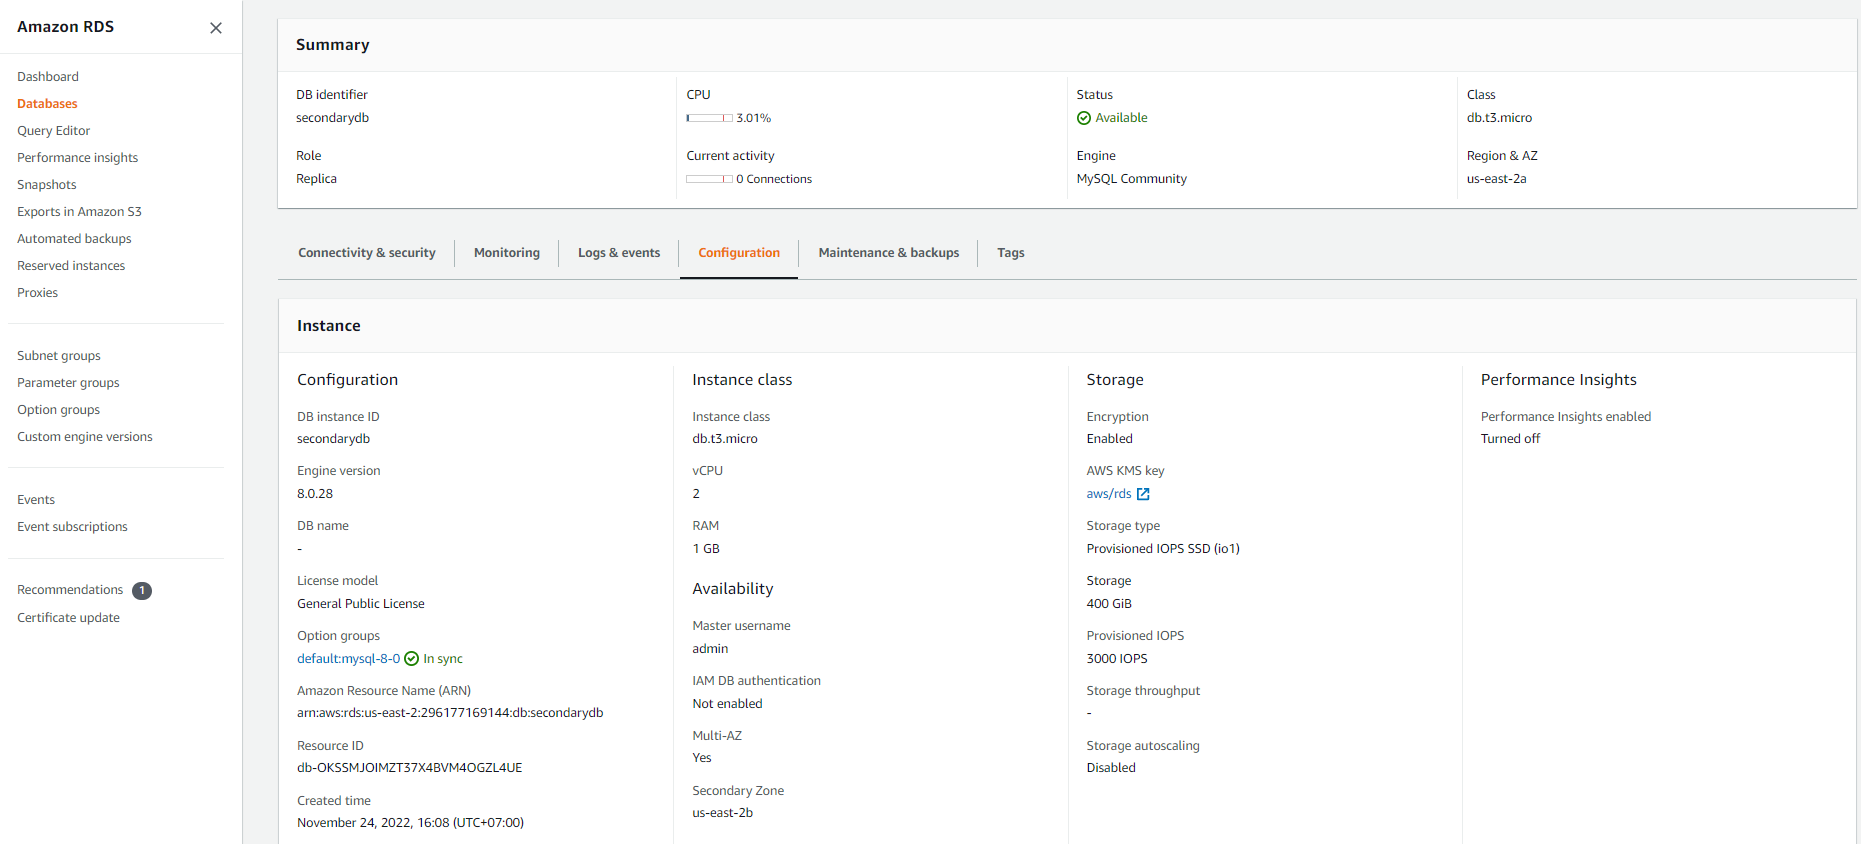 Amazon RDS
Dashboard
Databases
Query Editor
Performance insights
Snapshots
Exports in Amazon S3
Automated backups
Reserved instances
Proxies
Subnet groups
Parameter groups
Option groups
Custom engine versions
Events
Event subscriptions
Recommendations 1
Certificate update
Summary
DB identifier
secondarydb
Role
Replica
CPU
3.01%
Current activity
0 Connections
Status
Available
Engine
MySQL Community
Class
db.t3.micro
Region & AZ
us-east-2a
Connectivity & security
Monitoring
Logs & events
Configuration
Maintenance & backups
Tags
Instance
Configuration
DB instance ID
secondarydb
Engine version
8.0.28
DB name
-
License model
General Public License
Option groups
default:mysql-8-0 In sync
Amazon Resource Name (ARN)
arn:aws:rds:us-east-2:296177169144:db:secondarydb
Resource ID
db-OKSSMJOIMZT37X4BVM4OGZL4UE
Created time
November 24, 2022, 16:08 (UTC+07:00)
Instance class
Instance class
db.t3.micro
vCPU
2
RAM
1 GB
Availability
Master username
admin
IAM DB authentication
Not enabled
Multi-AZ
Yes
Secondary Zone
us-east-2b
Storage
Encryption
Enabled
AWS KMS key
aws/rds
Storage type
Provisioned IOPS SSD (io1)
Storage
400 GiB
Provisioned IOPS
3000 IOPS
Storage throughput
-
Storage autoscaling
Disabled
Performance Insights
Performance Insights enabled
Turned off